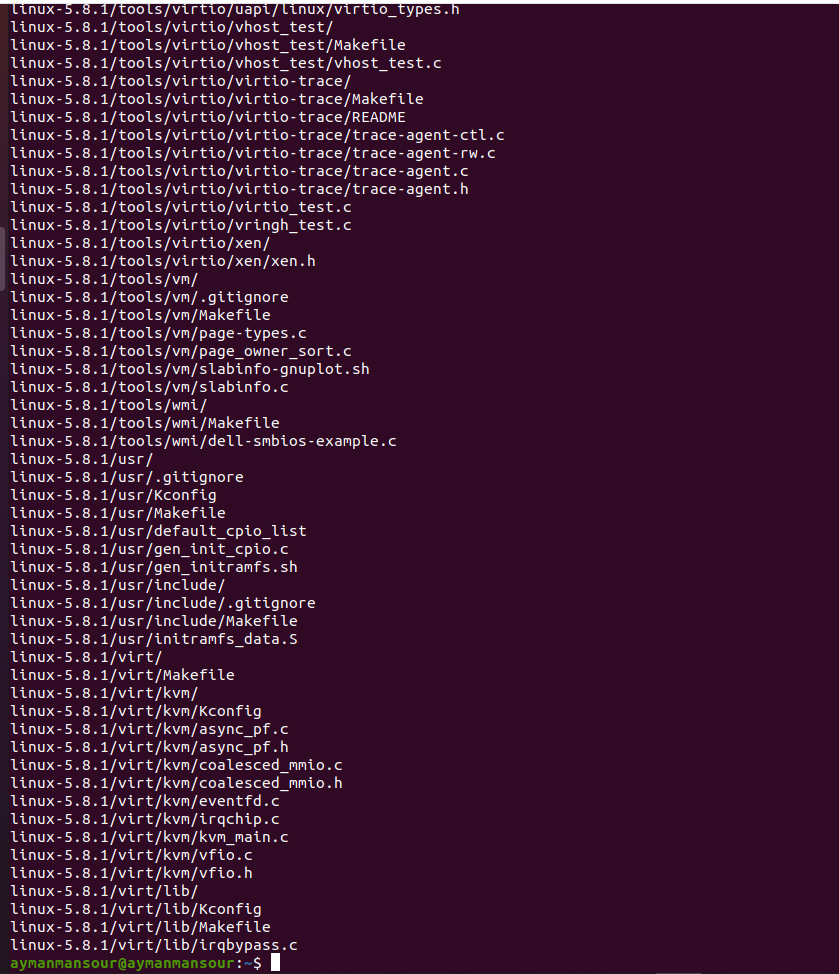 linux-5.8.1/tools/virtio/uapi/linux/virtio_types.h
linux-5.8.1/tools/virtio/vhost_test/
linux-5.8.1/tools/virtio/vhost_test/Makefile
linux-5.8.1/tools/virtio/vhost_test/vhost_test.c
linux-5.8.1/tools/virtio/virtio-trace/
linux-5.8.1/tools/virtio/virtio-trace/Makefile
linux-5.8.1/tools/virtio/virtio-trace/README
linux-5.8.1/tools/virtio/virtio-trace/trace-agent-ctl.c
linux-5.8.1/tools/virtio/virtio-trace/trace-agent-rw.c
linux-5.8.1/tools/virtio/virtio-trace/trace-agent.c
linux-5.8.1/tools/virtio/virtio-trace/trace-agent.h
linux-5.8.1/tools/virtio/virtio_test.c
linux-5.8.1/tools/virtio/vringh_test.c
linux-5.8.1/tools/virtio/xen/
linux-5.8.1/tools/virtio/xen/xen.h
linux-5.8.1/tools/vm/
linux-5.8.1/tools/vm/.gitignore
linux-5.8.1/tools/vm/Makefile
linux-5.8.1/tools/vm/page-types.c
linux-5.8.1/tools/vm/page_owner_sort.c
linux-5.8.1/tools/vm/slabinfo-gnuplot.sh
linux-5.8.1/tools/vm/slabinfo.c
linux-5.8.1/tools/wmi/
linux-5.8.1/tools/wmi/Makefile
linux-5.8.1/tools/wmi/dell-smbios-example.c
linux-5.8.1/usr/
linux-5.8.1/usr/.gitignore
linux-5.8.1/usr/Kconfig
linux-5.8.1/usr/Makefile
linux-5.8.1/usr/default_cpio_list
linux-5.8.1/usr/gen_init_cpio.c
linux-5.8.1/usr/gen_initramfs.sh
linux-5.8.1/usr/include/
linux-5.8.1/usr/include/.gitignore
linux-5.8.1/usr/include/Makefile
linux-5.8.1/usr/initramfs_data.S
linux-5.8.1/virt/
linux-5.8.1/virt/Makefile
linux-5.8.1/virt/kvm/
linux-5.8.1/virt/kvm/Kconfig
linux-5.8.1/virt/kvm/async_pf.c
linux-5.8.1/virt/kvm/async_pf.h
linux-5.8.1/virt/kvm/coalesced_mmio.c
linux-5.8.1/virt/kvm/coalesced_mmio.h
linux-5.8.1/virt/kvm/eventfd.c
linux-5.8.1/virt/kvm/irqchip.c
linux-5.8.1/virt/kvm/kvm_main.c
linux-5.8.1/virt/kvm/vfio.c
linux-5.8.1/virt/kvm/vfio.h
linux-5.8.1/virt/lib/
linux-5.8.1/virt/lib/Kconfig
linux-5.8.1/virt/lib/Makefile
linux-5.8.1/virt/lib/irqbypass.c
aymanmansour@aymanmansour:~$